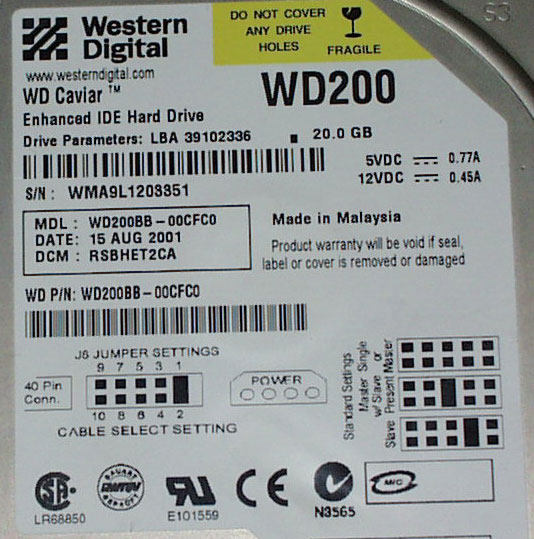 Western
Digital
DO NOT COVER
ANY DRIVE
HOLES
FRAGILE
S3
www.westerndigital.com
WD Caviar ™
WD200
Enhanced IDE Hard Drive
Drive Parameters: LBA 39102336 . 20.0 GB
5VDC 0.77A
12VDC 0.45A
S/N : WMA9L1203351
MDL : WD200BB-00CFC0
DATE: 15 AUG 2001
DCM : RSBHET2CA
Made in Malaysia
Product warranty will be void if seal,
label or cover is removed or damaged
WD P/N: WD200BB-00CFC0
J8 JUMPER SETTINGS
9 7 5 3 1
40 Pin
Conn.
10 8 6 4 2
CABLE SELECT SETTING
POWER
Standard Settings
Master Single
w/ Slave or
Slave Present Master
LR68850
E101559
CE
N3565
M/C